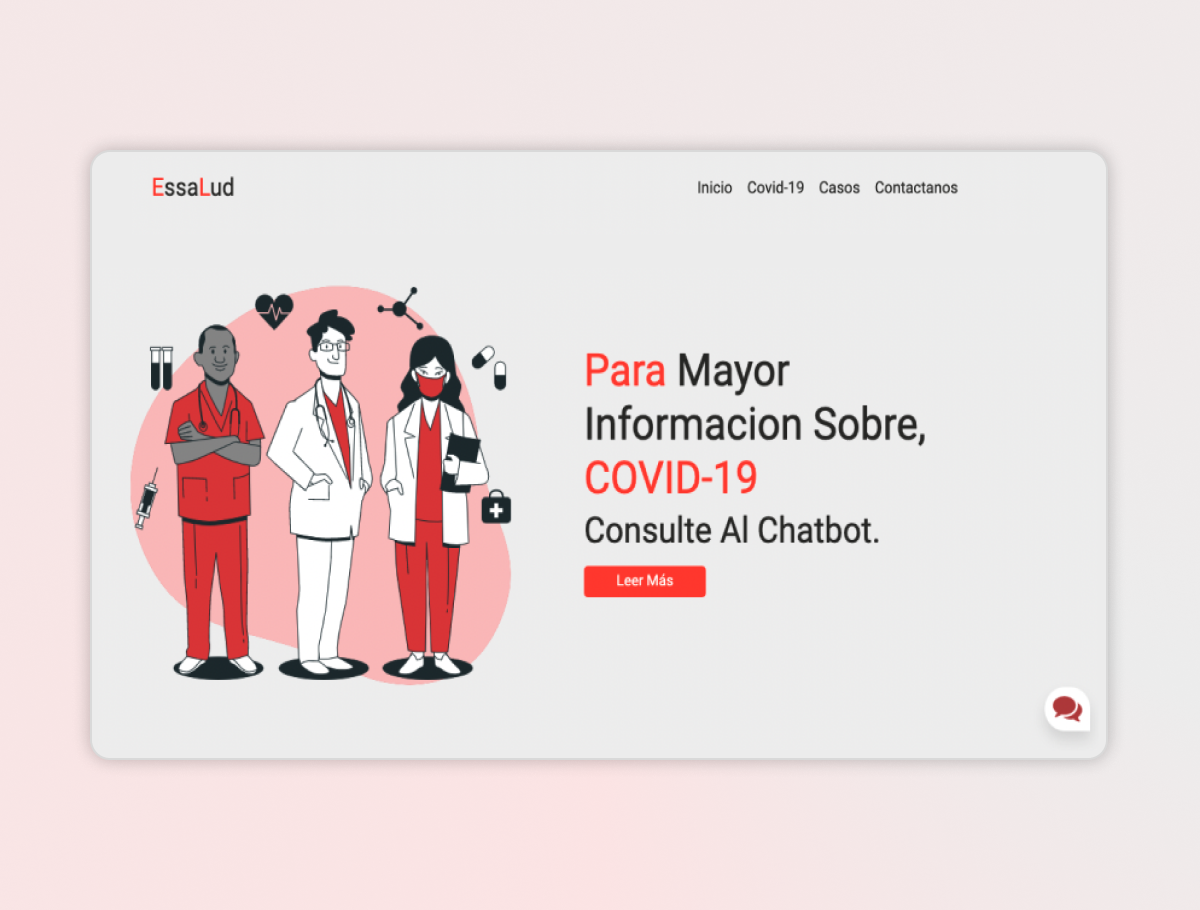 EssaLud
Inicio Covid-19 Casos Contactanos
Para Mayor
Informacion Sobre,
COVID-19
Consulte Al Chatbot.
Leer Más